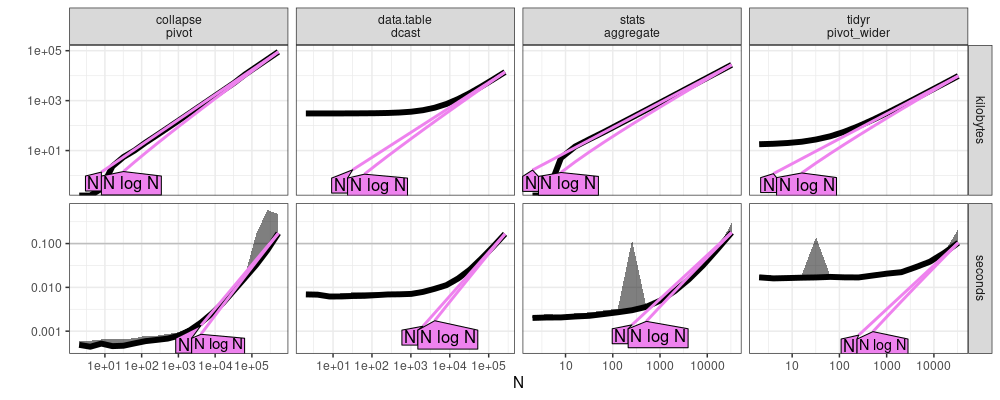 collapse
pivot
data.table
dcast
stats
aggregate
tidyr
pivot_wider
1e+05
1e+03
1e+01
N
N log N
N
N log N
N
N log N
N
N log N
kilobytes
0.100
0.010
0.001
N
N log N
N
N log N
N
N log N
N
N log N
seconds
1e+01 1e+02 1e+03 1e+04 1e+05
1e+01 1e+02 1e+03 1e+04 1e+05
10 100 1000 10000
10 100 1000 10000
N